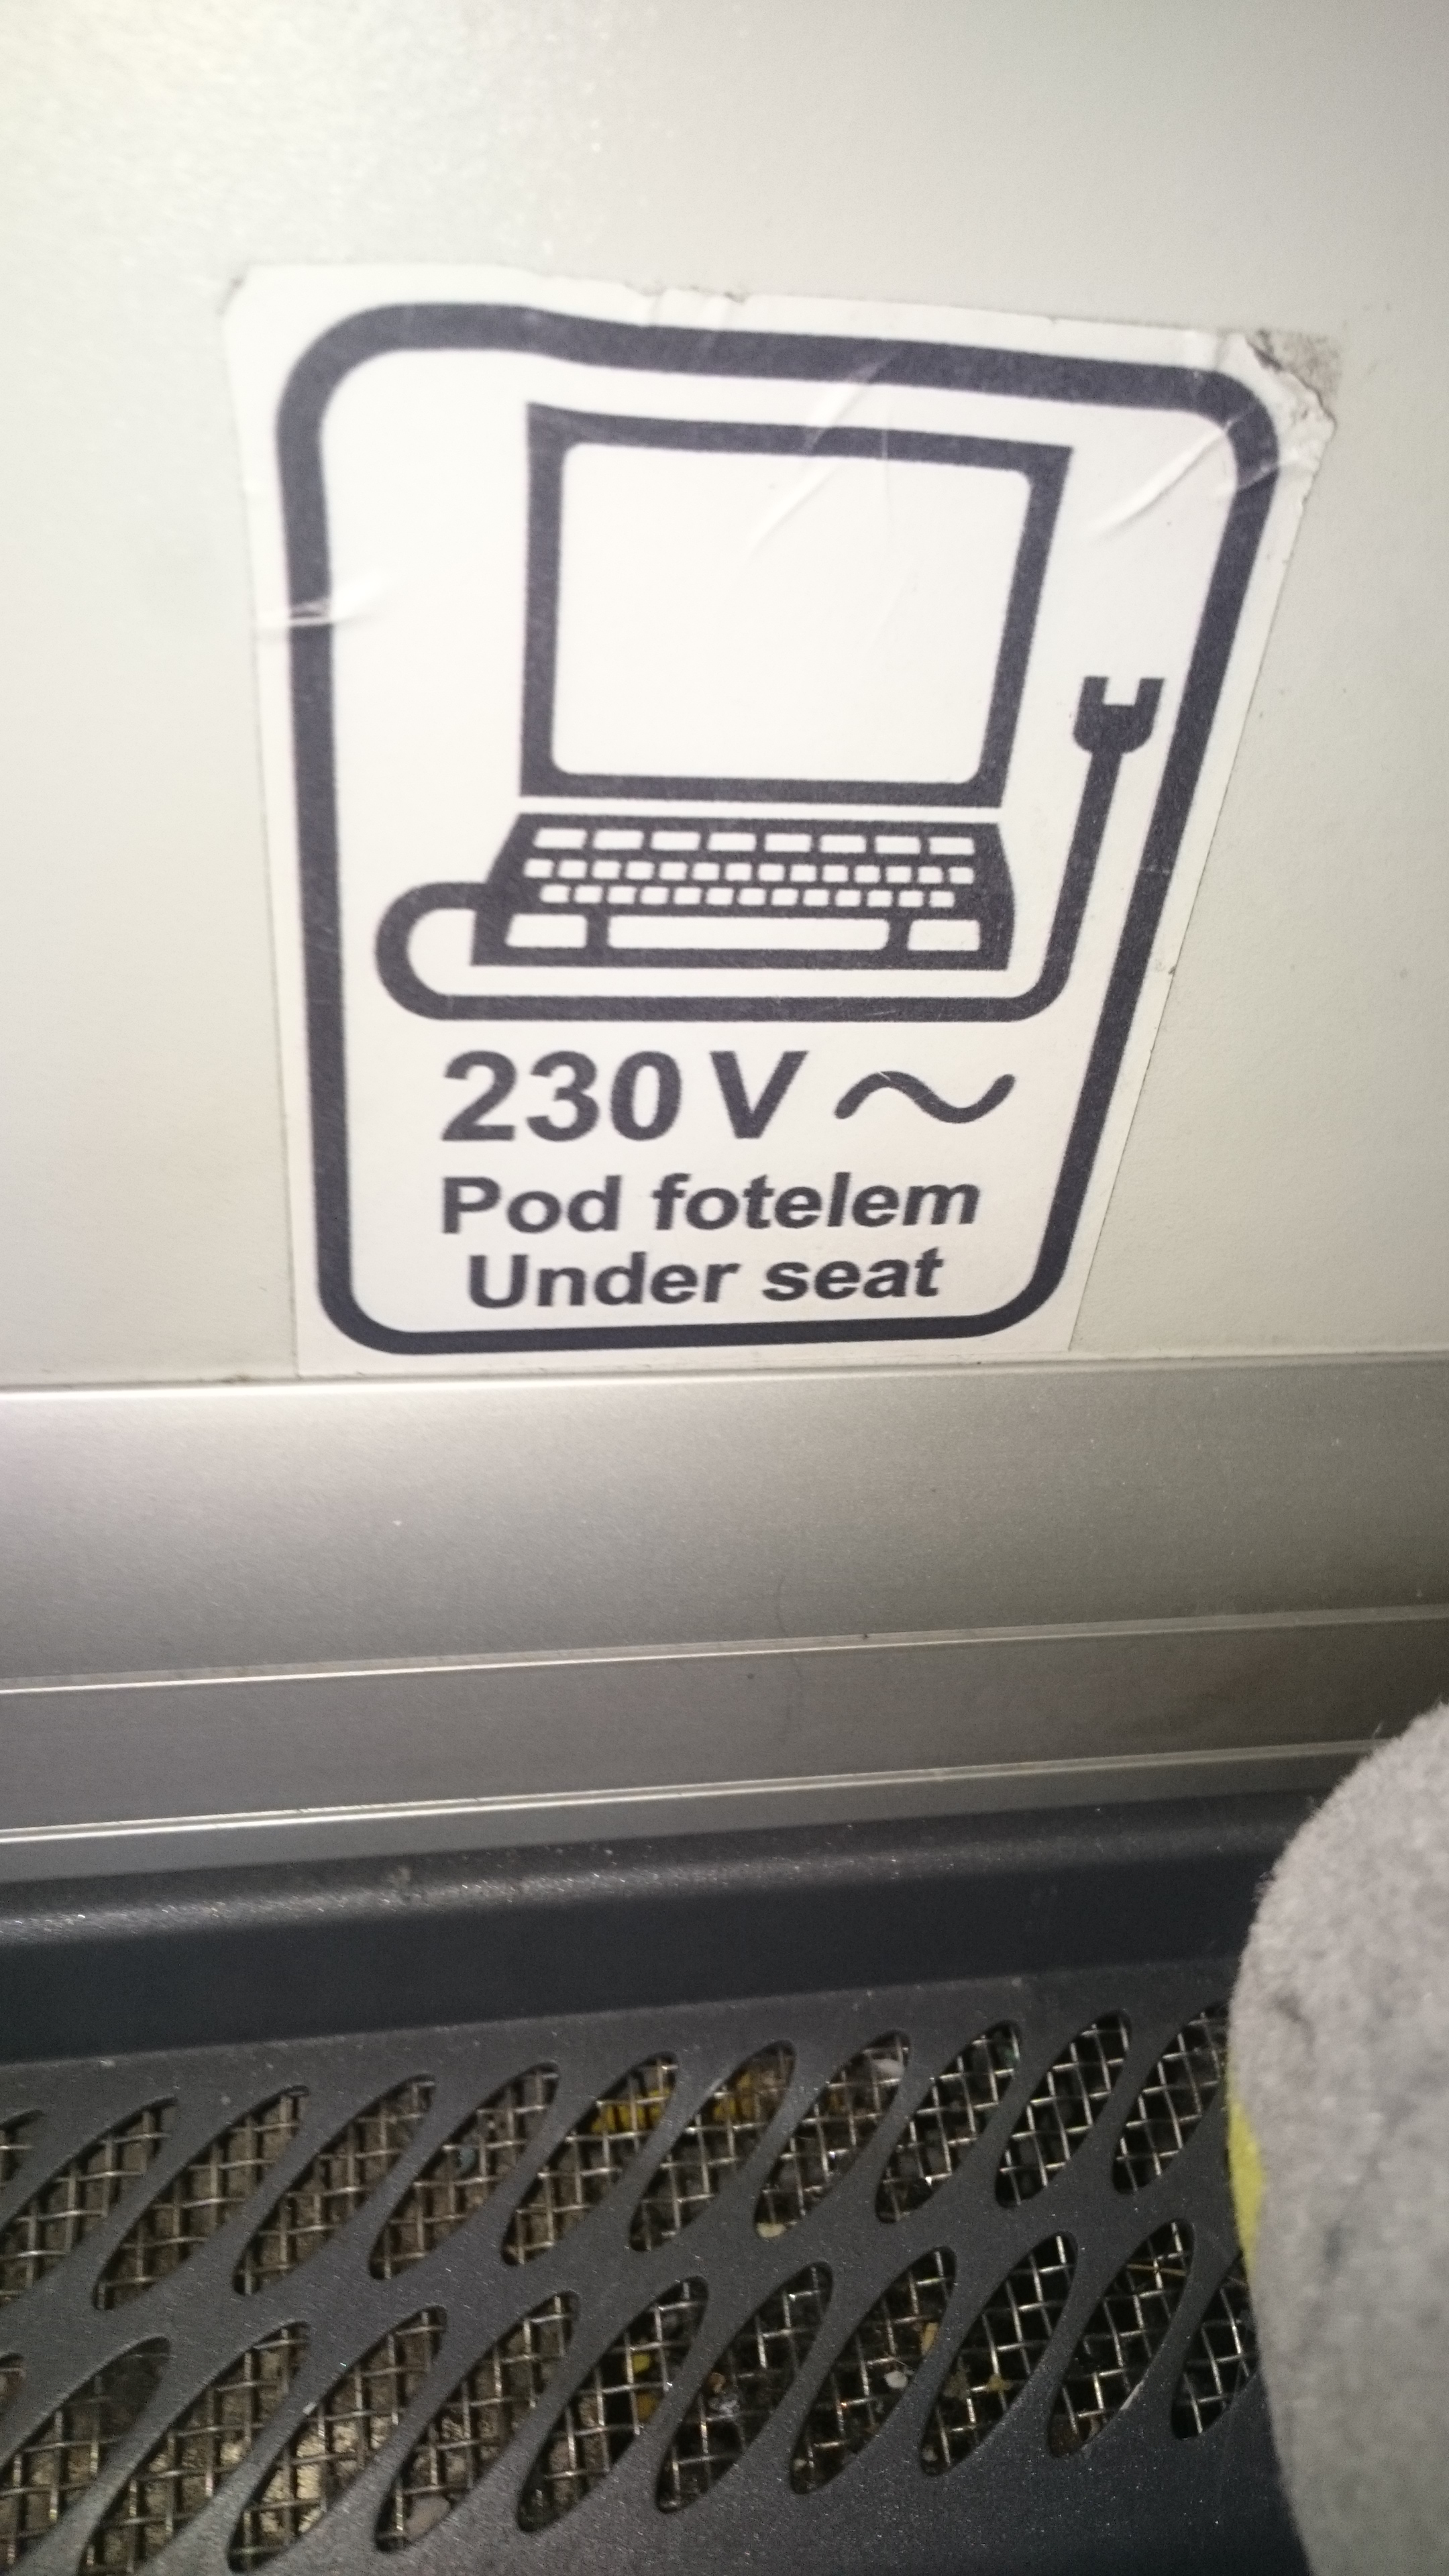 230 V ~
Pod fotelem
Under seat